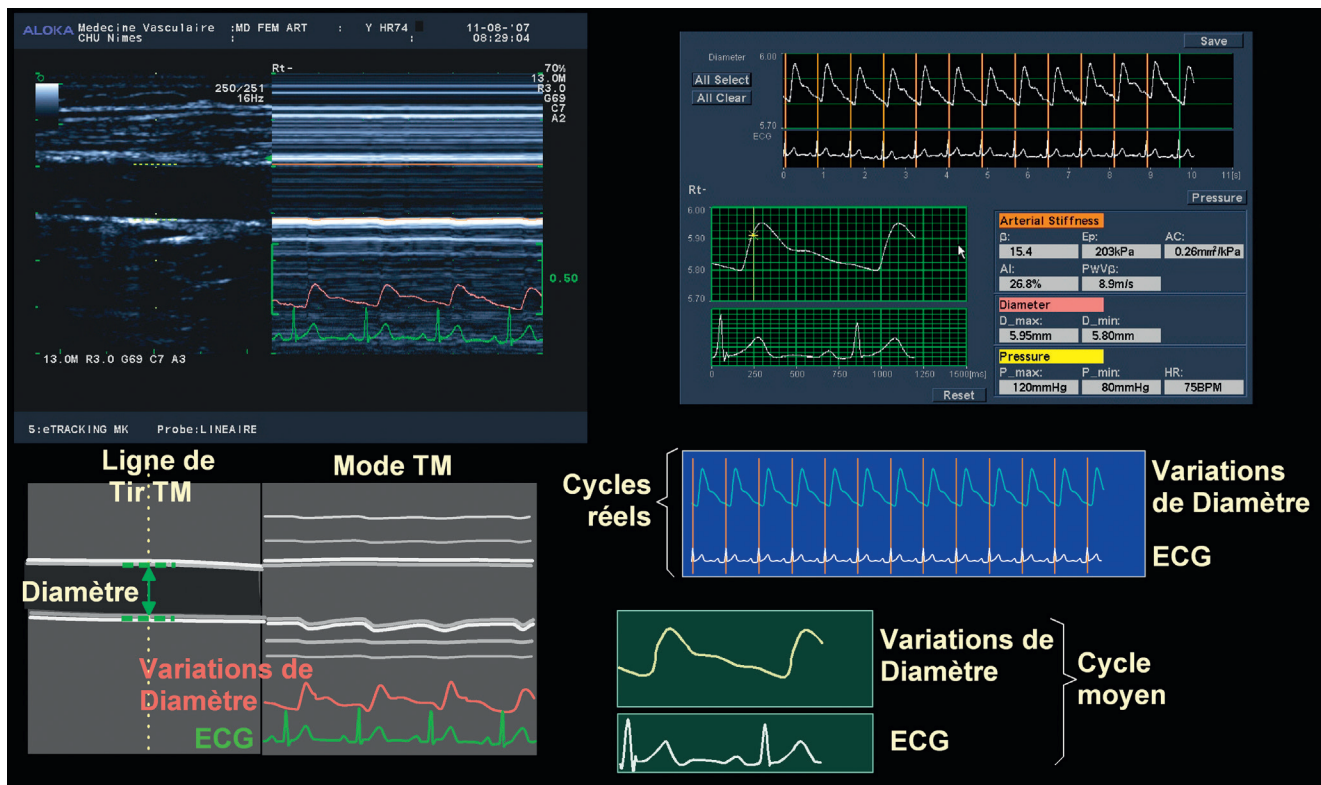 ALOKA Medecine Vasculaire :MD FEM ART : Y HR74 11-08-'07
CHU Nimes : : 08:29:04
Rt-
70%
13.0M
R3.0
G69
C7
A2
250/251
16Hz
0.50
13.0M R3.0 G69 C7 A3
5:eTRACKING MK Probe:LINEAIRE
Save
Diameter 6.00
All Select
All Clear
5.70
ECG
0 1 2 3 4 5 6 7 8 9 10 11[s]
Pressure
Rt-
6.00
5.90
5.80
5.70
0 250 500 750 1000 1250 1500[ms]
Reset
Arterial Stiffness
β: Ep: AC:
15.4 203kPa 0.26mm²/kPa
AI: PwVβ:
26.8% 8.9m/s
Diameter
D_max: D_min:
5.95mm 5.80mm
Pressure
P_max: P_min: HR:
120mmHg 80mmHg 75BPM
Ligne de
Tir TM
Mode TM
Diamètre
Variations de
Diamètre
ECG
Cycles
réels
Variations
de Diamètre
ECG
Variations de
Diamètre
ECG
Cycle
moyen